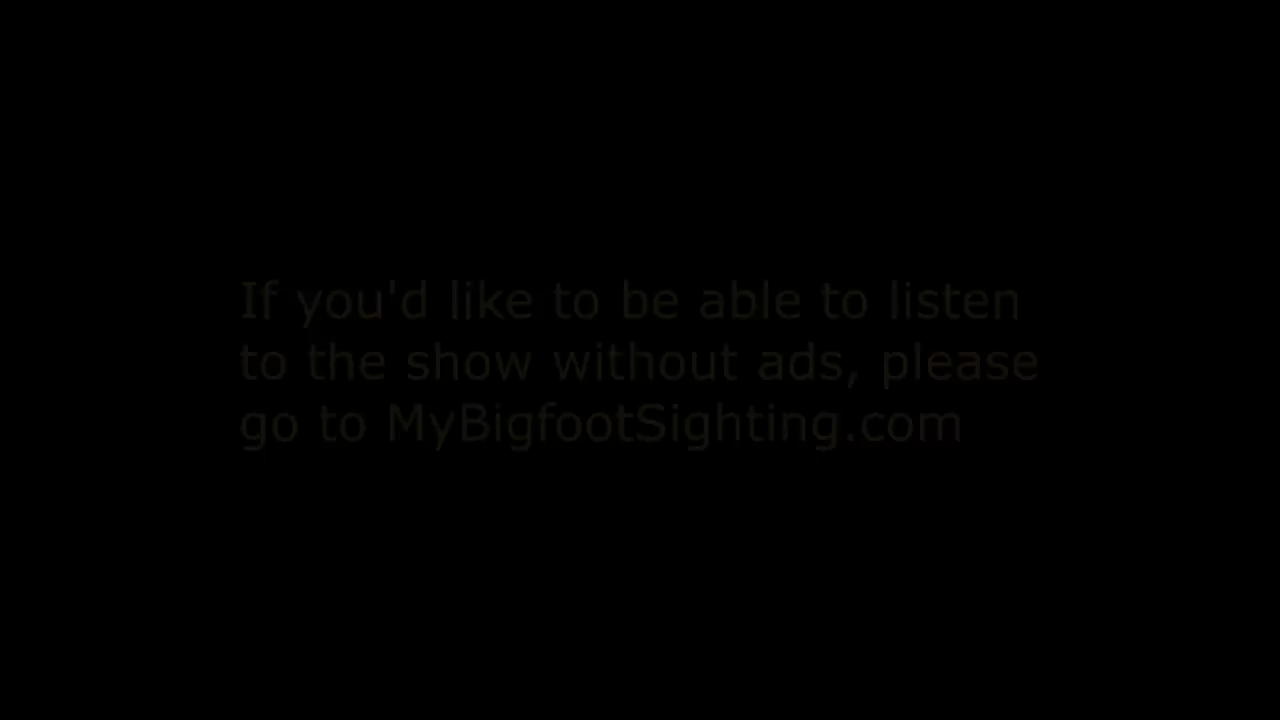 If you'd like to be able to listen
to the show without ads, please
go to MyBigfootSighting.com